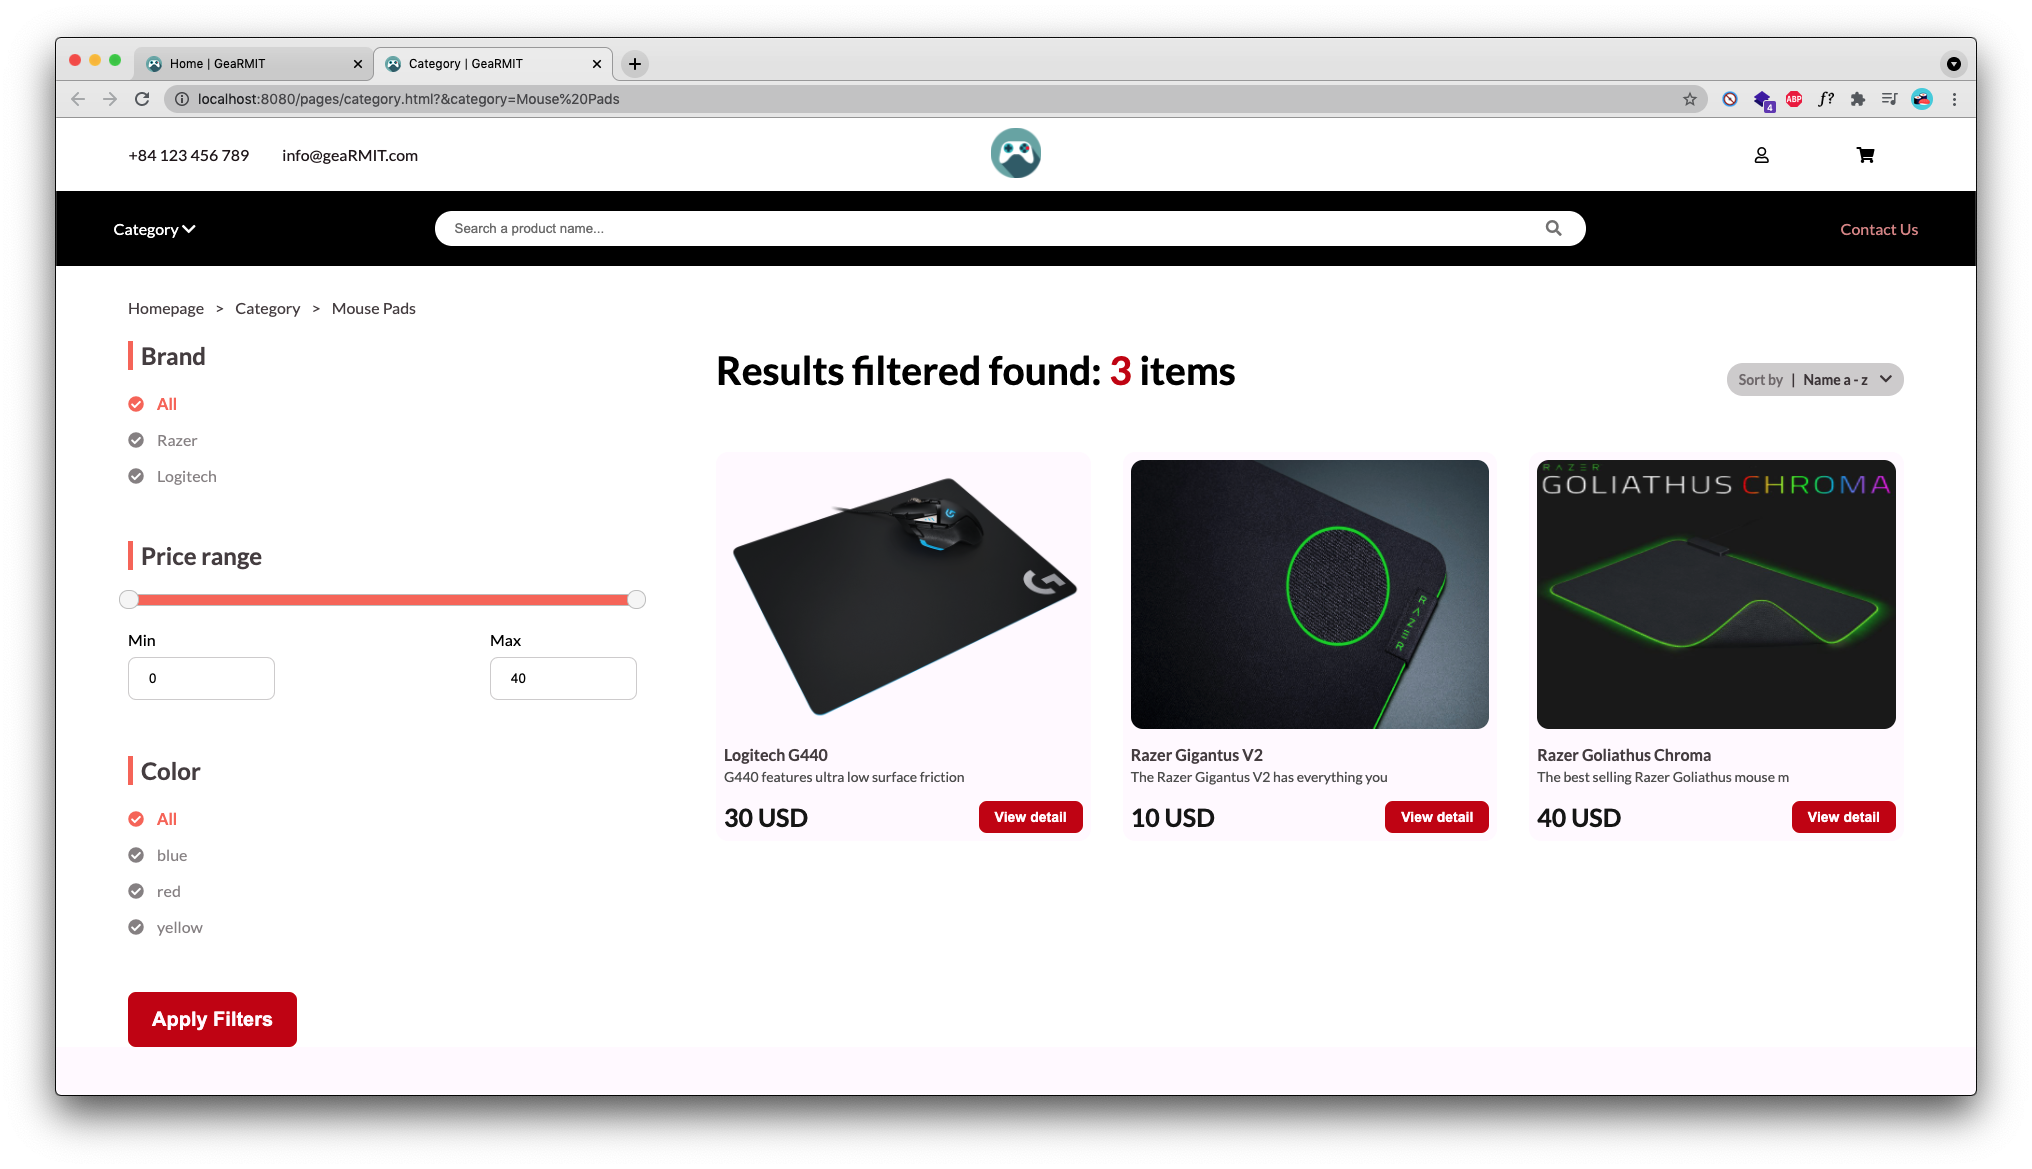 Home | GeaRMIT
Category | GeaRMIT
localhost:8080/pages/category.html?&category=Mouse%20Pads
4
ABP
f?
+84 123 456 789
info@geaRMIT.com
Category
Search a product name...
Contact Us
Homepage > Category > Mouse Pads
Brand
All
Razer
Logitech
Price range
Min
Max
0
40
Color
All
blue
red
yellow
Apply Filters
Results filtered found: 3 items
Sort by | Name a - z
Logitech G440
G440 features ultra low surface friction
30 USD
View detail
RAZER
Razer Gigantus V2
The Razer Gigantus V2 has everything you
10 USD
View detail
RAZER
GOLIATHUS CHROMA
Razer Goliathus Chroma
The best selling Razer Goliathus mouse m
40 USD
View detail